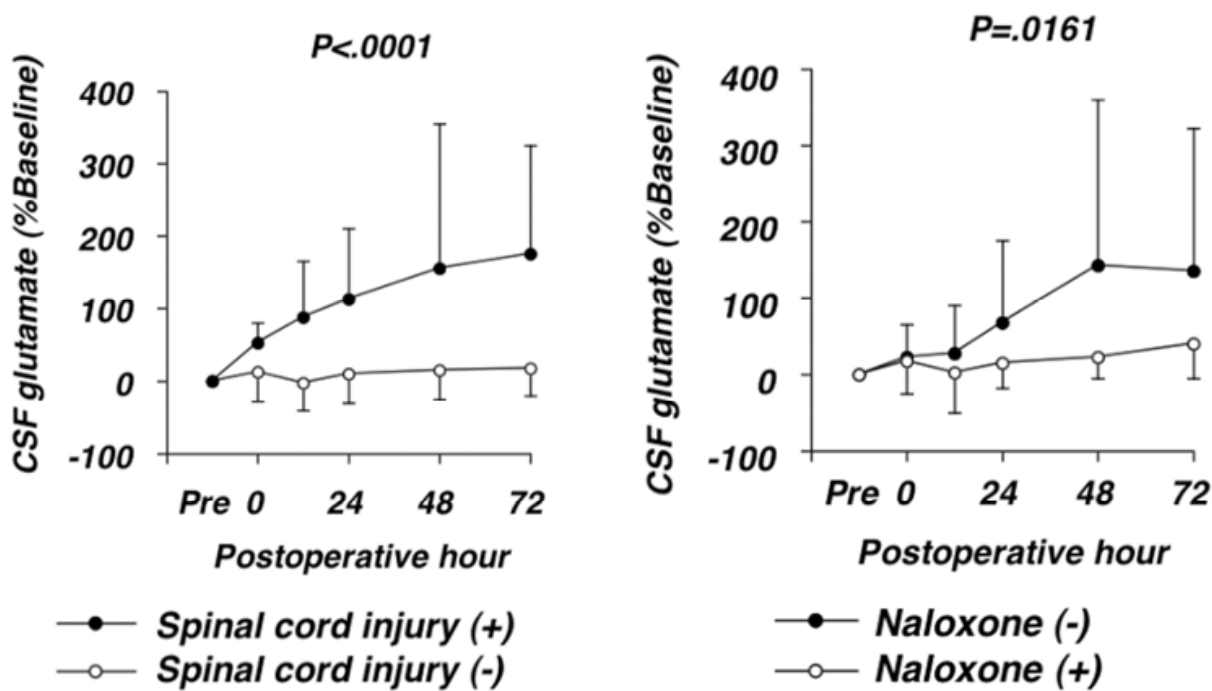 P<.0001
CSF glutamate (%Baseline)
400
300
200
100
0
-100
Pre 0 24 48 72
Postoperative hour
Spinal cord injury (+)
Spinal cord injury (-)
P=.0161
CSF glutamate (%Baseline)
400
300
200
100
0
-100
Pre 0 24 48 72
Postoperative hour
Naloxone (-)
Naloxone (+)